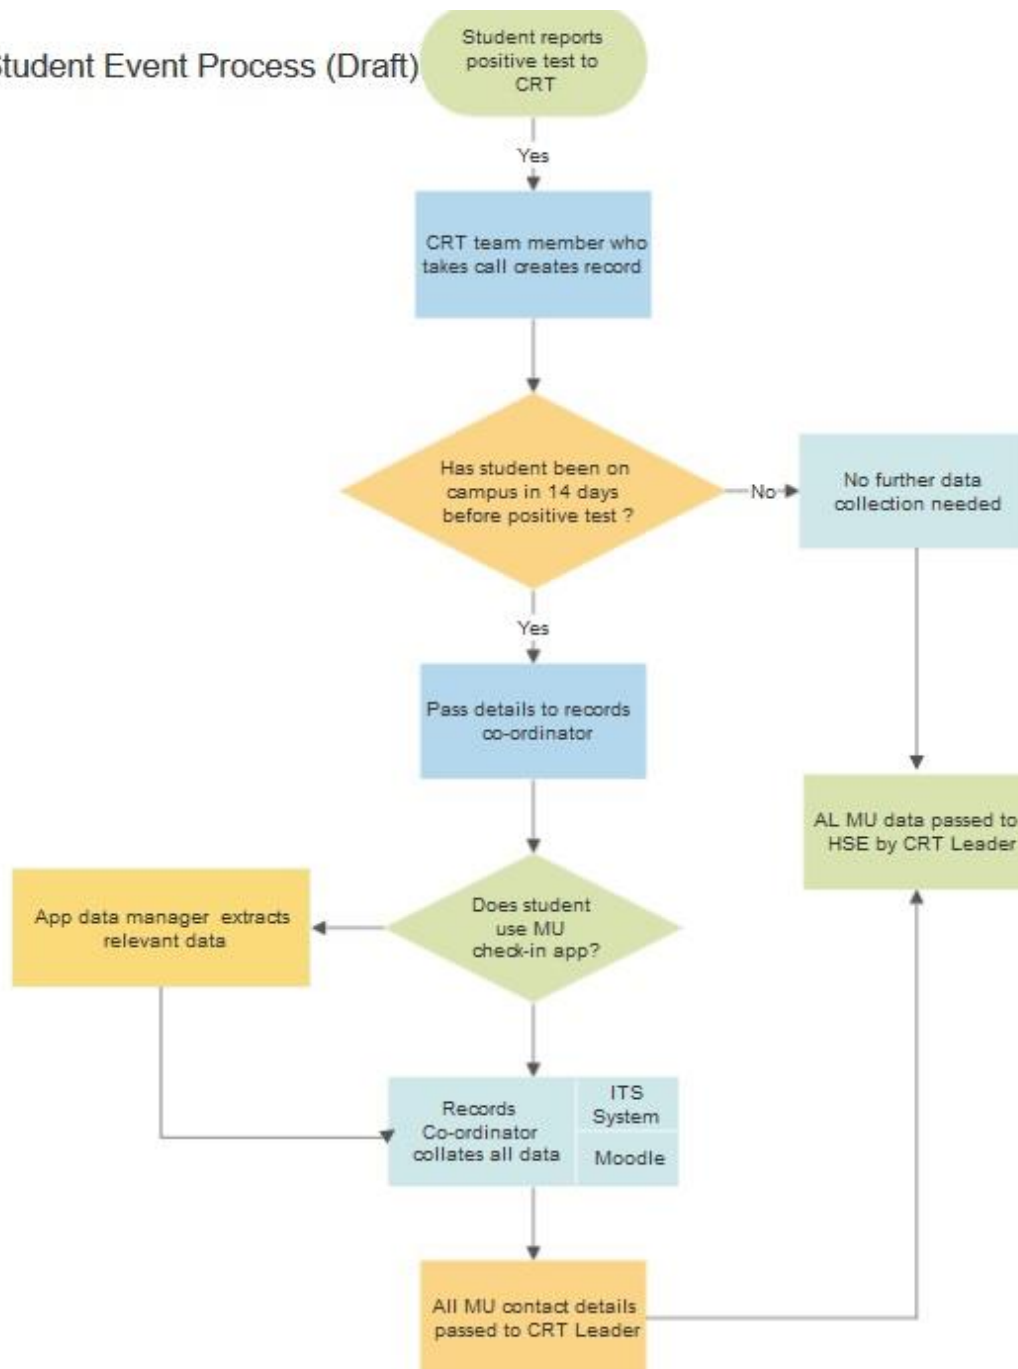 Student Event Process (Draft)
Student reports
positive test to
CRT
Yes
CRT team member who
takes call creates record
Has student been on
campus in 14 days
before positive test ?
No
No further data
collection needed
Yes
Pass details to records
co-ordinator
AL MU data passed to
HSE by CRT Leader
Does student
use MU
check-in app?
App data manager extracts
relevant data
Records
Co-ordinator
collates all data
ITS
System
Moodle
All MU contact details
passed to CRT Leader